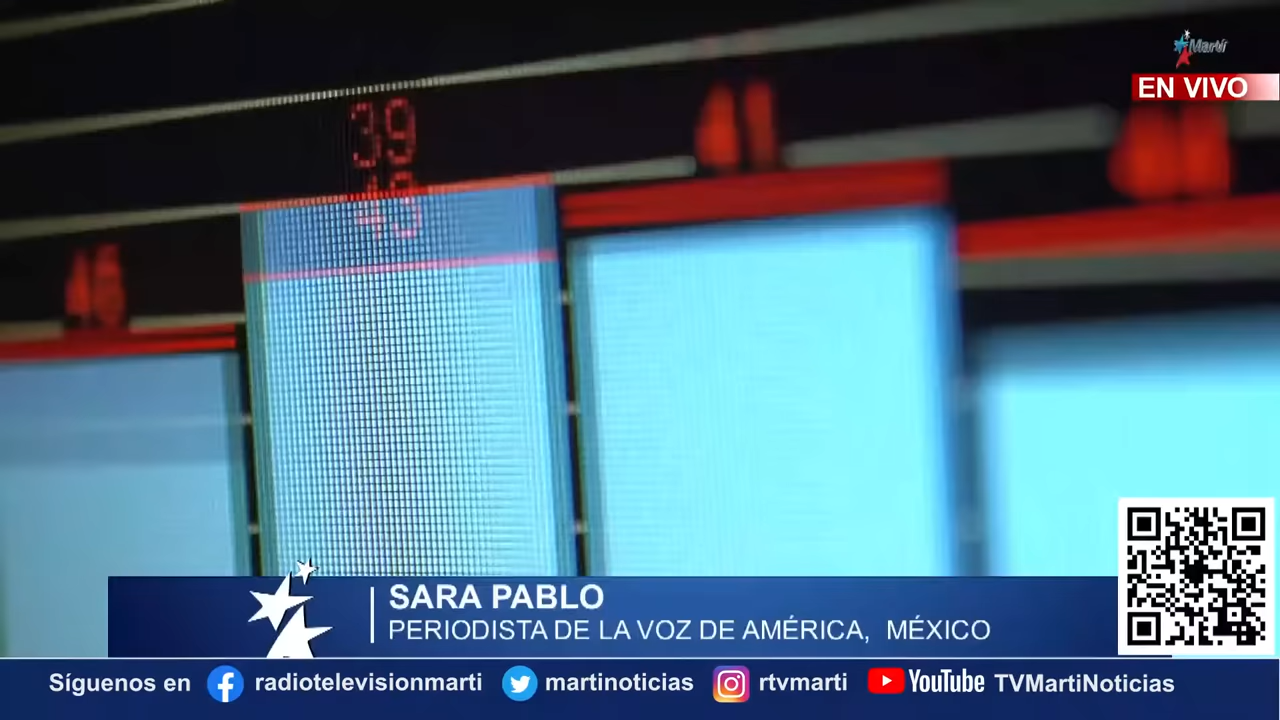 Martí
EN VIVO
39
43
SARA PABLO
PERIODISTA DE LA VOZ DE AMÉRICA, MÉXICO
Síguenos en radiotelevisionmarti martinoticias rtvmarti YouTube TVMartiNoticias